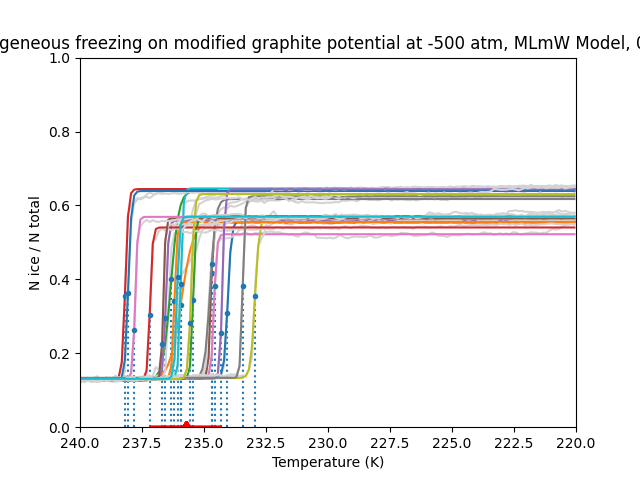 geneous freezing on modified graphite potential at -500 atm, MLmW Model,
1.0
0.8
0.6
0.4
0.2
0.0
N ice / N total
240.0 237.5 235.0 232.5 230.0 227.5 225.0 222.5 220.0
Temperature (K)